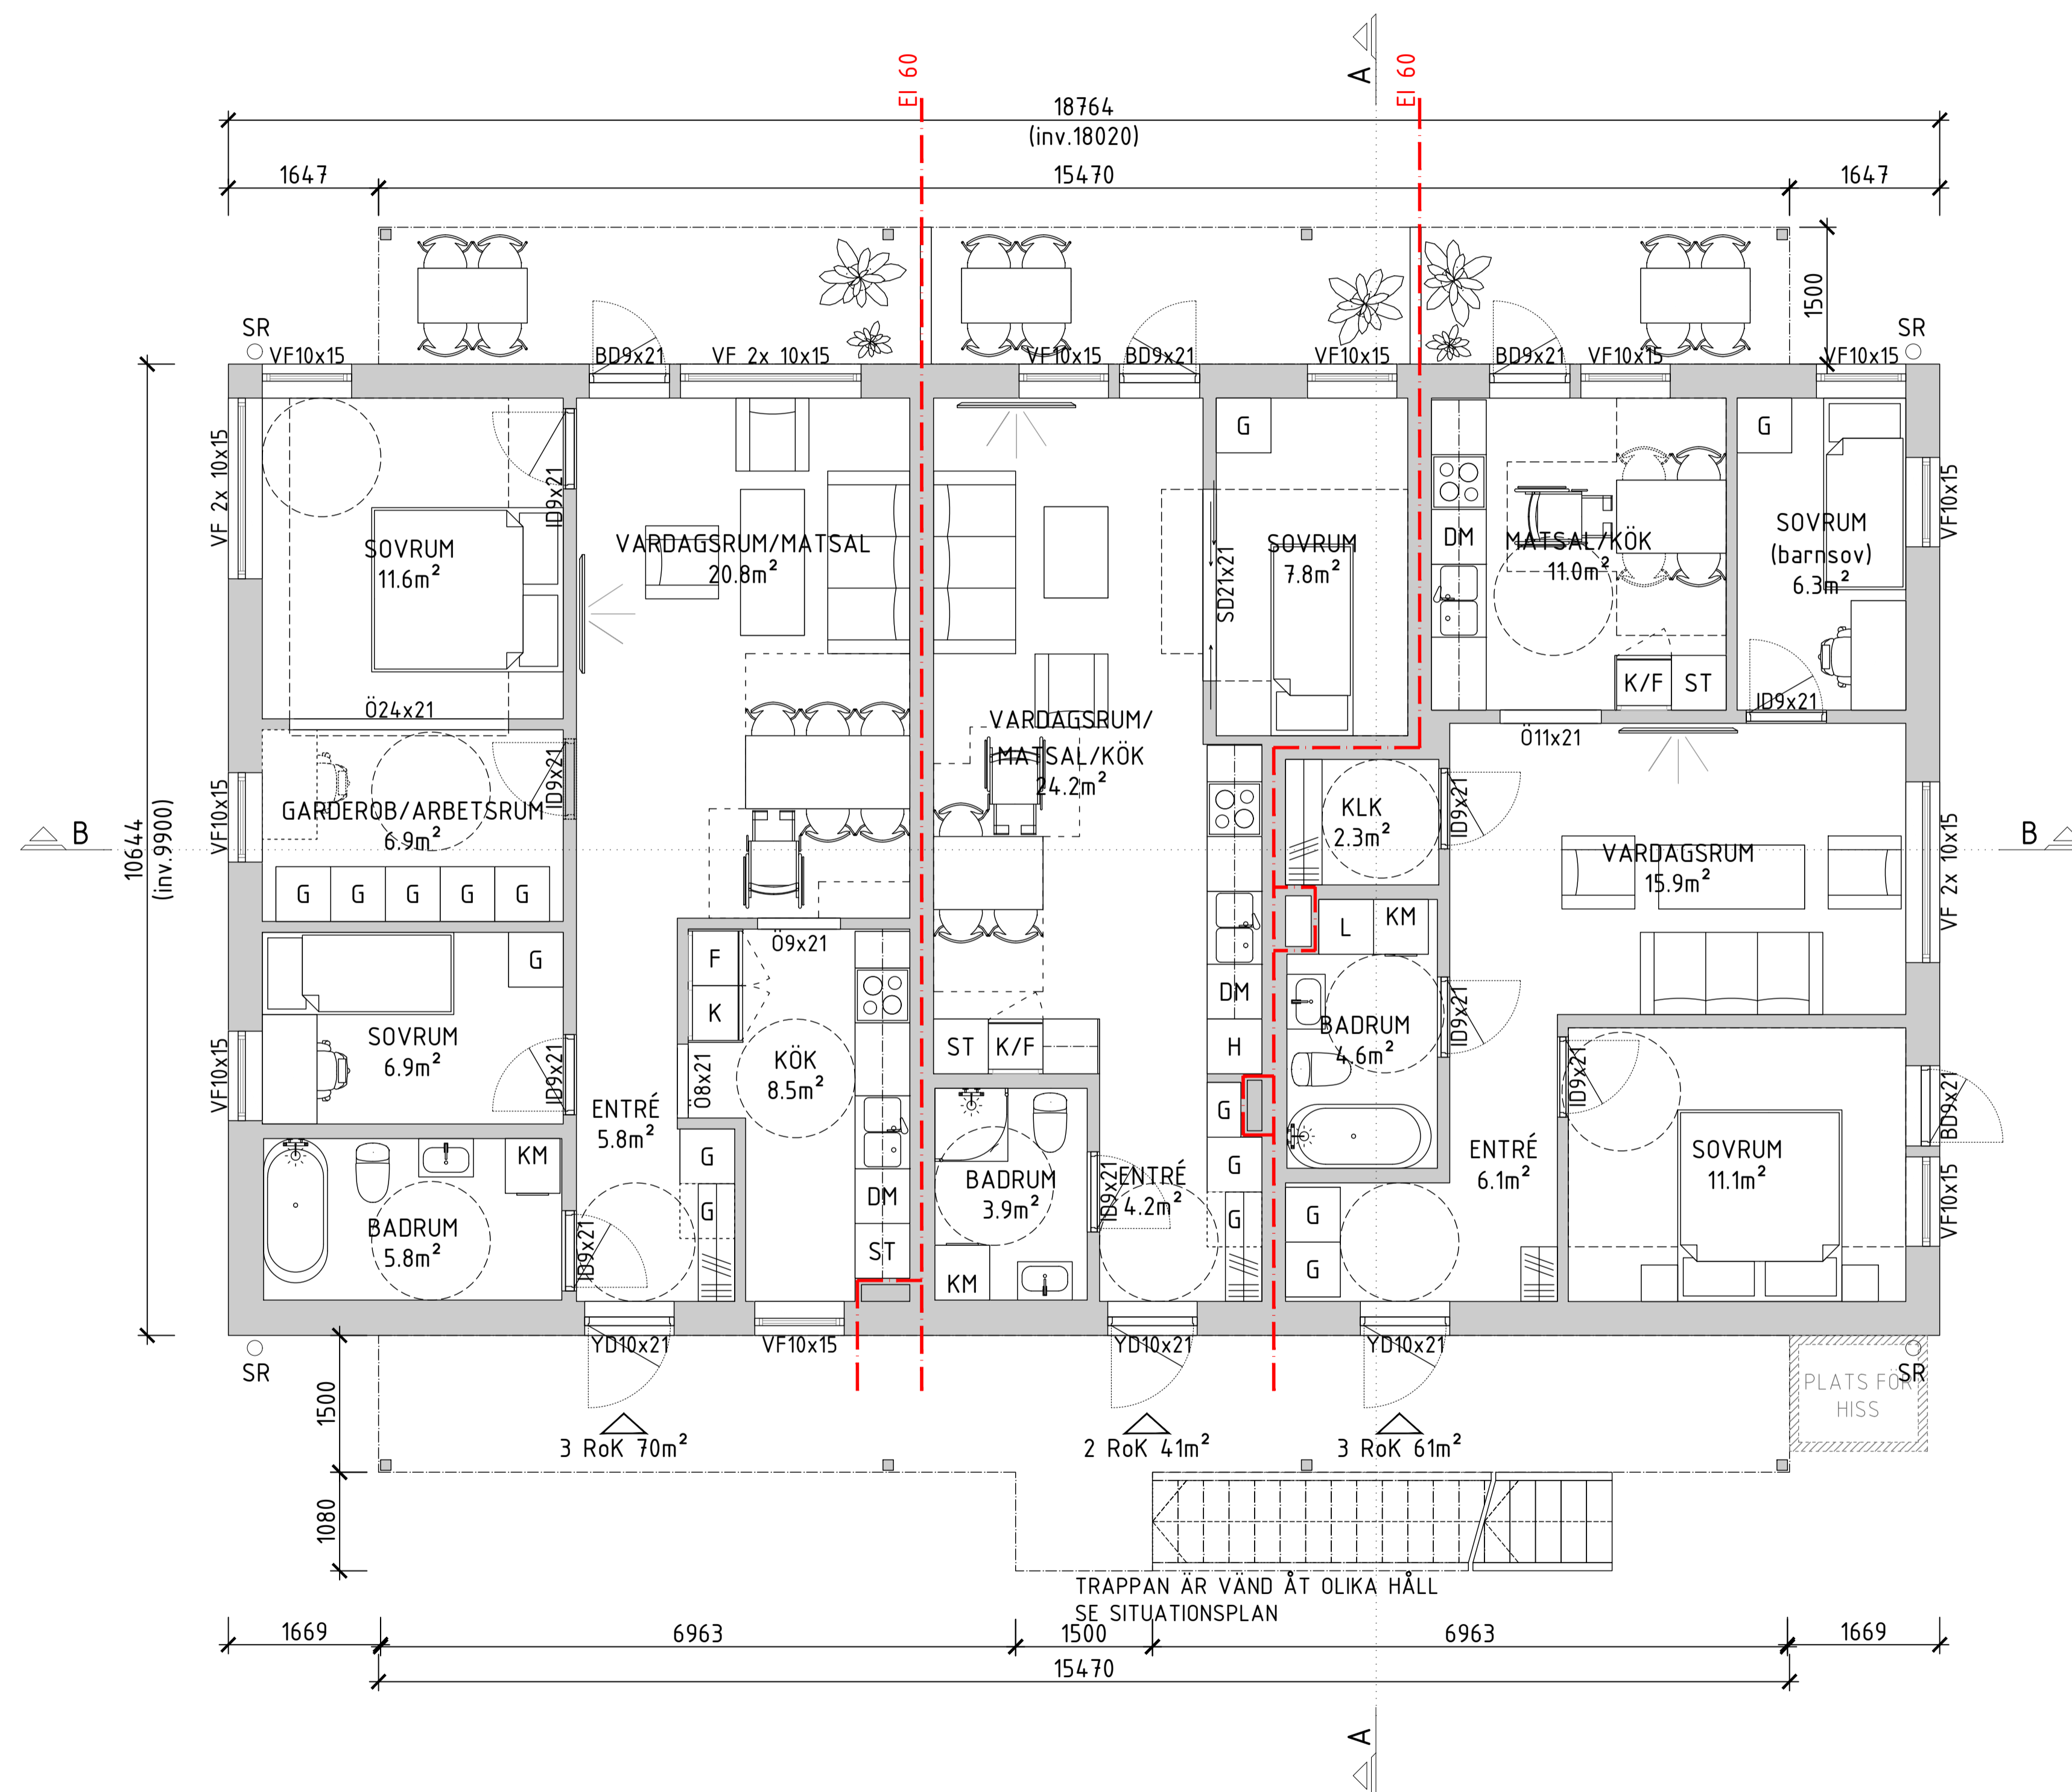 A
EI 60
EI 60
18764
(inv.18020)
1647
15470
1647
1500
SR
SR
VF10x15
BD9x21
VF 2x 10x15
VF10x15
BD9x21
VF10x15
BD9x21
VF10x15
VF10x15
VF 2x 10x15
ID9x21
SOVRUM
11.6m²
VARDAGSRUM/MATSAL
20.8m²
G
SOVRUM
7.8m²
SD21x21
DM
MATSAL/KÖK
11.0m²
G
SOVRUM
(barnsov)
6.3m²
VF10x15
K/F
ST
ID9x21
Ö24x21
Ö11x21
VARDAGSRUM/
MATSAL/KÖK
24.2m²
10644
(inv.9900)
B
B
VF10x15
ID9x21
GARDEROB/ARBETSRUM
6.9m²
G
G
G
G
G
KLK
2.3m²
ID9x21
VARDAGSRUM
15.9m²
VF 2x 10x15
Ö9x21
F
K
L
KM
G
SOVRUM
6.9m²
VF10x15
ID9x21
Ö8x21
KÖK
8.5m²
ST
K/F
DM
H
BADRUM
4.6m²
ID9x21
ID9x21
BD9x21
ENTRÉ
5.8m²
G
G
DM
ST
KM
BADRUM
5.8m²
ID9x21
BADRUM
3.9m²
KM
ID9x21
ENTRÉ
4.2m²
G
G
G
ENTRÉ
6.1m²
G
G
SOVRUM
11.1m²
VF10x15
YD10x21
VF10x15
YD10x21
YD10x21
SR
SR
PLATS FÖR
HISS
1500
3 RoK 70m²
2 RoK 41m²
3 RoK 61m²
1080
TRAPPAN ÄR VÄND ÅT OLIKA HÅLL
SE SITUATIONSPLAN
1669
6963
1500
6963
1669
15470
A